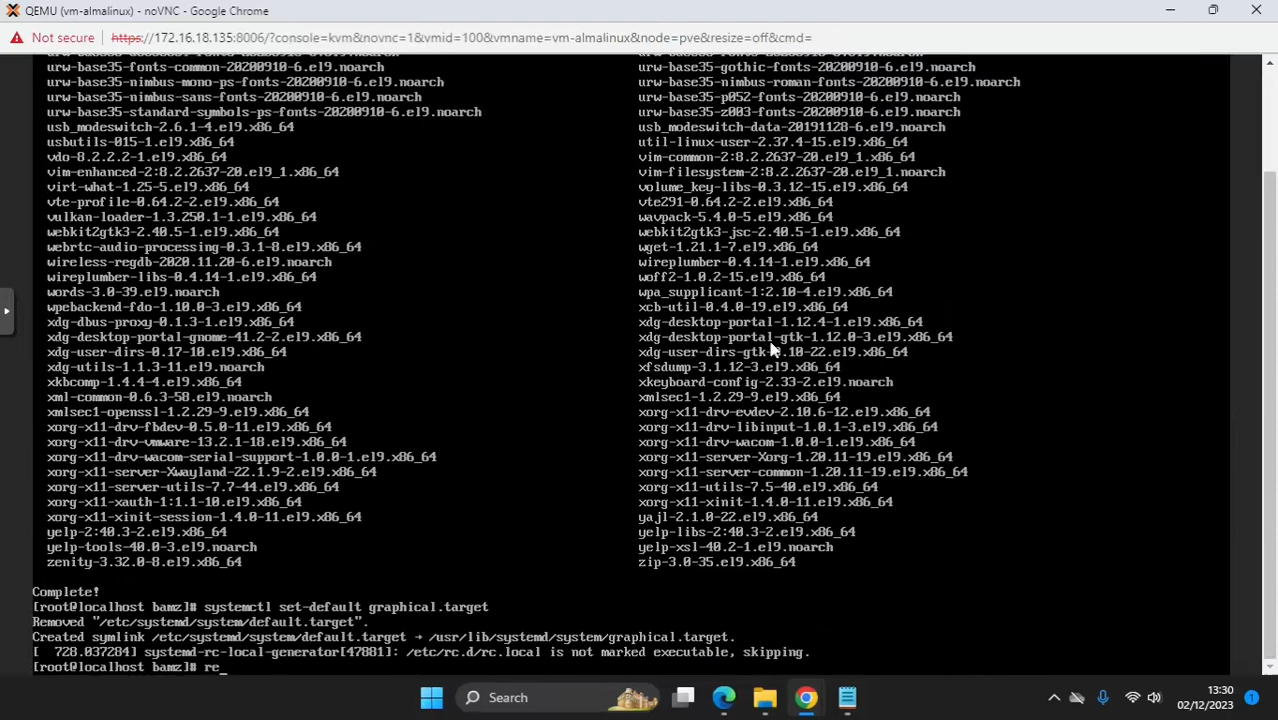 QEMU (vm-almalinux) - noVNC - Google Chrome
Not secure https://172.16.18.135:8006/?console=kvm&novnc=1&vmid=100&vmname=vm-almalinux&node=pve&resize=off&cmd=
urw-base35-fonts-common-20200910-6.el9.noarch urw-base35-gothic-fonts-20200910-6.el9.noarch
urw-base35-nimbus-mono-ps-fonts-20200910-6.el9.noarch urw-base35-nimbus-roman-fonts-20200910-6.el9.noarch
urw-base35-nimbus-sans-fonts-20200910-6.el9.noarch urw-base35-p052-fonts-20200910-6.el9.noarch
urw-base35-standard-symbols-ps-fonts-20200910-6.el9.noarch urw-base35-z003-fonts-20200910-6.el9.noarch
usb_modeswitch-2.6.1-4.el9.x86_64 usb_modeswitch-data-20191128-6.el9.noarch
usbutils-015-1.el9.x86_64 util-linux-user-2.37.4-15.el9.x86_64
vdo-8.2.2.2-1.el9.x86_64 vim-common-2:8.2.2637-20.el9_1.x86_64
vim-enhanced-2:8.2.2637-20.el9_1.x86_64 vim-filesystem-2:8.2.2637-20.el9_1.noarch
virt-what-1.25-5.el9.x86_64 volume_key-libs-0.3.12-15.el9.x86_64
vte-profile-0.64.2-2.el9.x86_64 vte291-0.64.2-2.el9.x86_64
vulkan-loader-1.3.250.1-1.el9.x86_64 wavpack-5.4.0-5.el9.x86_64
webkit2gtk3-2.40.5-1.el9.x86_64 webkit2gtk3-jsc-2.40.5-1.el9.x86_64
webrtc-audio-processing-0.3.1-8.el9.x86_64 wget-1.21.1-7.el9.x86_64
wireless-regdb-2020.11.20-6.el9.noarch wireplumber-0.4.14-1.el9.x86_64
wireplumber-libs-0.4.14-1.el9.x86_64 woff2-1.0.2-15.el9.x86_64
words-3.0-39.el9.noarch wpa_supplicant-1:2.10-4.el9.x86_64
wpebackend-fdo-1.10.0-3.el9.x86_64 xcb-util-0.4.0-19.el9.x86_64
xdg-dbus-proxy-0.1.3-1.el9.x86_64 xdg-desktop-portal-1.12.4-1.el9.x86_64
xdg-desktop-portal-gnome-41.2-2.el9.x86_64 xdg-desktop-portal-gtk-1.12.0-3.el9.x86_64
xdg-user-dirs-0.17-10.el9.x86_64 xdg-user-dirs-gtk-0.10-22.el9.x86_64
xdg-utils-1.1.3-11.el9.noarch xfsdump-3.1.12-3.el9.x86_64
xkbcomp-1.4.4-4.el9.x86_64 xkeyboard-config-2.33-2.el9.noarch
xml-common-0.6.3-58.el9.noarch xmlsec1-1.2.29-9.el9.x86_64
xmlsec1-openssl-1.2.29-9.el9.x86_64 xorg-x11-drv-evdev-2.10.6-12.el9.x86_64
xorg-x11-drv-fbdev-0.5.0-11.el9.x86_64 xorg-x11-drv-libinput-1.0.1-3.el9.x86_64
xorg-x11-drv-vmware-13.2.1-18.el9.x86_64 xorg-x11-drv-wacom-1.0.0-1.el9.x86_64
xorg-x11-drv-wacom-serial-support-1.0.0-1.el9.x86_64 xorg-x11-server-Xorg-1.20.11-19.el9.x86_64
xorg-x11-server-Xwayland-22.1.9-2.el9.x86_64 xorg-x11-server-common-1.20.11-19.el9.x86_64
xorg-x11-server-utils-7.7-44.el9.x86_64 xorg-x11-utils-7.5-40.el9.x86_64
xorg-x11-xauth-1:1.1-10.el9.x86_64 xorg-x11-xinit-1.4.0-11.el9.x86_64
xorg-x11-xinit-session-1.4.0-11.el9.x86_64 yajl-2.1.0-22.el9.x86_64
yelp-2:40.3-2.el9.x86_64 yelp-libs-2:40.3-2.el9.x86_64
yelp-tools-40.0-3.el9.noarch yelp-xsl-40.2-1.el9.noarch
zenity-3.32.0-8.el9.x86_64 zip-3.0-35.el9.x86_64
Complete!
[root@localhost bamz]# systemctl set-default graphical.target
Removed "/etc/systemd/system/default.target".
Created symlink /etc/systemd/system/default.target → /usr/lib/systemd/system/graphical.target.
[  728.037284] systemd-rc-local-generator[47881]: /etc/rc.d/rc.local is not marked executable, skipping.
[root@localhost bamz]# re_
Search
13:30
02/12/2023
1